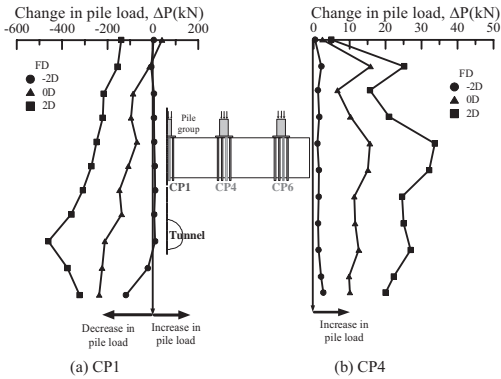 Change in pile load, ΔP(kN)
-600 -400 -200 0 200
FD
-2D
0D
2D
Pile
group
CP1 CP4 CP6
Tunnel
Decrease in
pile load
Increase in
pile load
(a) CP1
Change in pile load, ΔP(kN)
0 10 20 30 40 50
FD
-2D
0D
2D
Increase in
pile load
(b) CP4